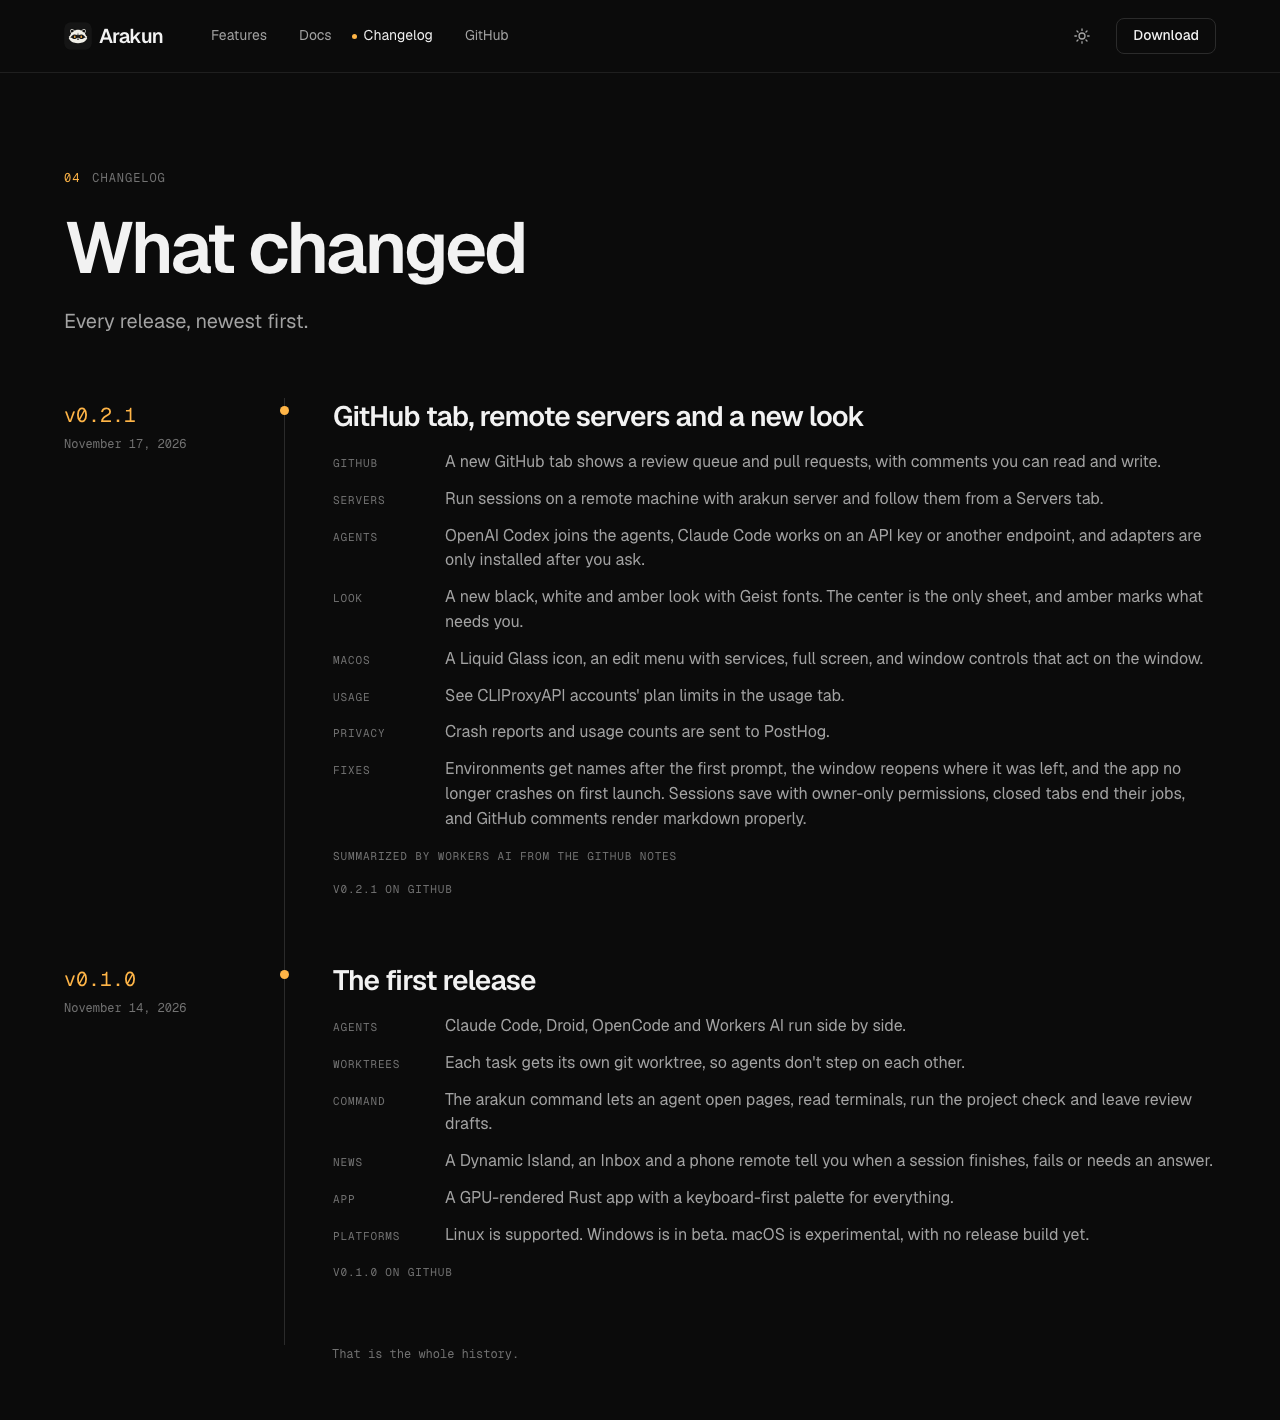 Arakun
Features
Docs
Changelog
GitHub
Download
04 CHANGELOG
What changed
Every release, newest first.
v0.2.1
November 17, 2026
GitHub tab, remote servers and a new look
GITHUB
A new GitHub tab shows a review queue and pull requests, with comments you can read and write.
SERVERS
Run sessions on a remote machine with arakun server and follow them from a Servers tab.
AGENTS
OpenAI Codex joins the agents, Claude Code works on an API key or another endpoint, and adapters are
only installed after you ask.
LOOK
A new black, white and amber look with Geist fonts. The center is the only sheet, and amber marks what
needs you.
MACOS
A Liquid Glass icon, an edit menu with services, full screen, and window controls that act on the window.
USAGE
See CLIProxyAPI accounts' plan limits in the usage tab.
PRIVACY
Crash reports and usage counts are sent to PostHog.
FIXES
Environments get names after the first prompt, the window reopens where it was left, and the app no
longer crashes on first launch. Sessions save with owner-only permissions, closed tabs end their jobs,
and GitHub comments render markdown properly.
SUMMARIZED BY WORKERS AI FROM THE GITHUB NOTES
V0.2.1 ON GITHUB
v0.1.0
November 14, 2026
The first release
AGENTS
Claude Code, Droid, OpenCode and Workers AI run side by side.
WORKTREES
Each task gets its own git worktree, so agents don't step on each other.
COMMAND
The arakun command lets an agent open pages, read terminals, run the project check and leave review
drafts.
NEWS
A Dynamic Island, an Inbox and a phone remote tell you when a session finishes, fails or needs an answer.
APP
A GPU-rendered Rust app with a keyboard-first palette for everything.
PLATFORMS
Linux is supported. Windows is in beta. macOS is experimental, with no release build yet.
V0.1.0 ON GITHUB
That is the whole history.